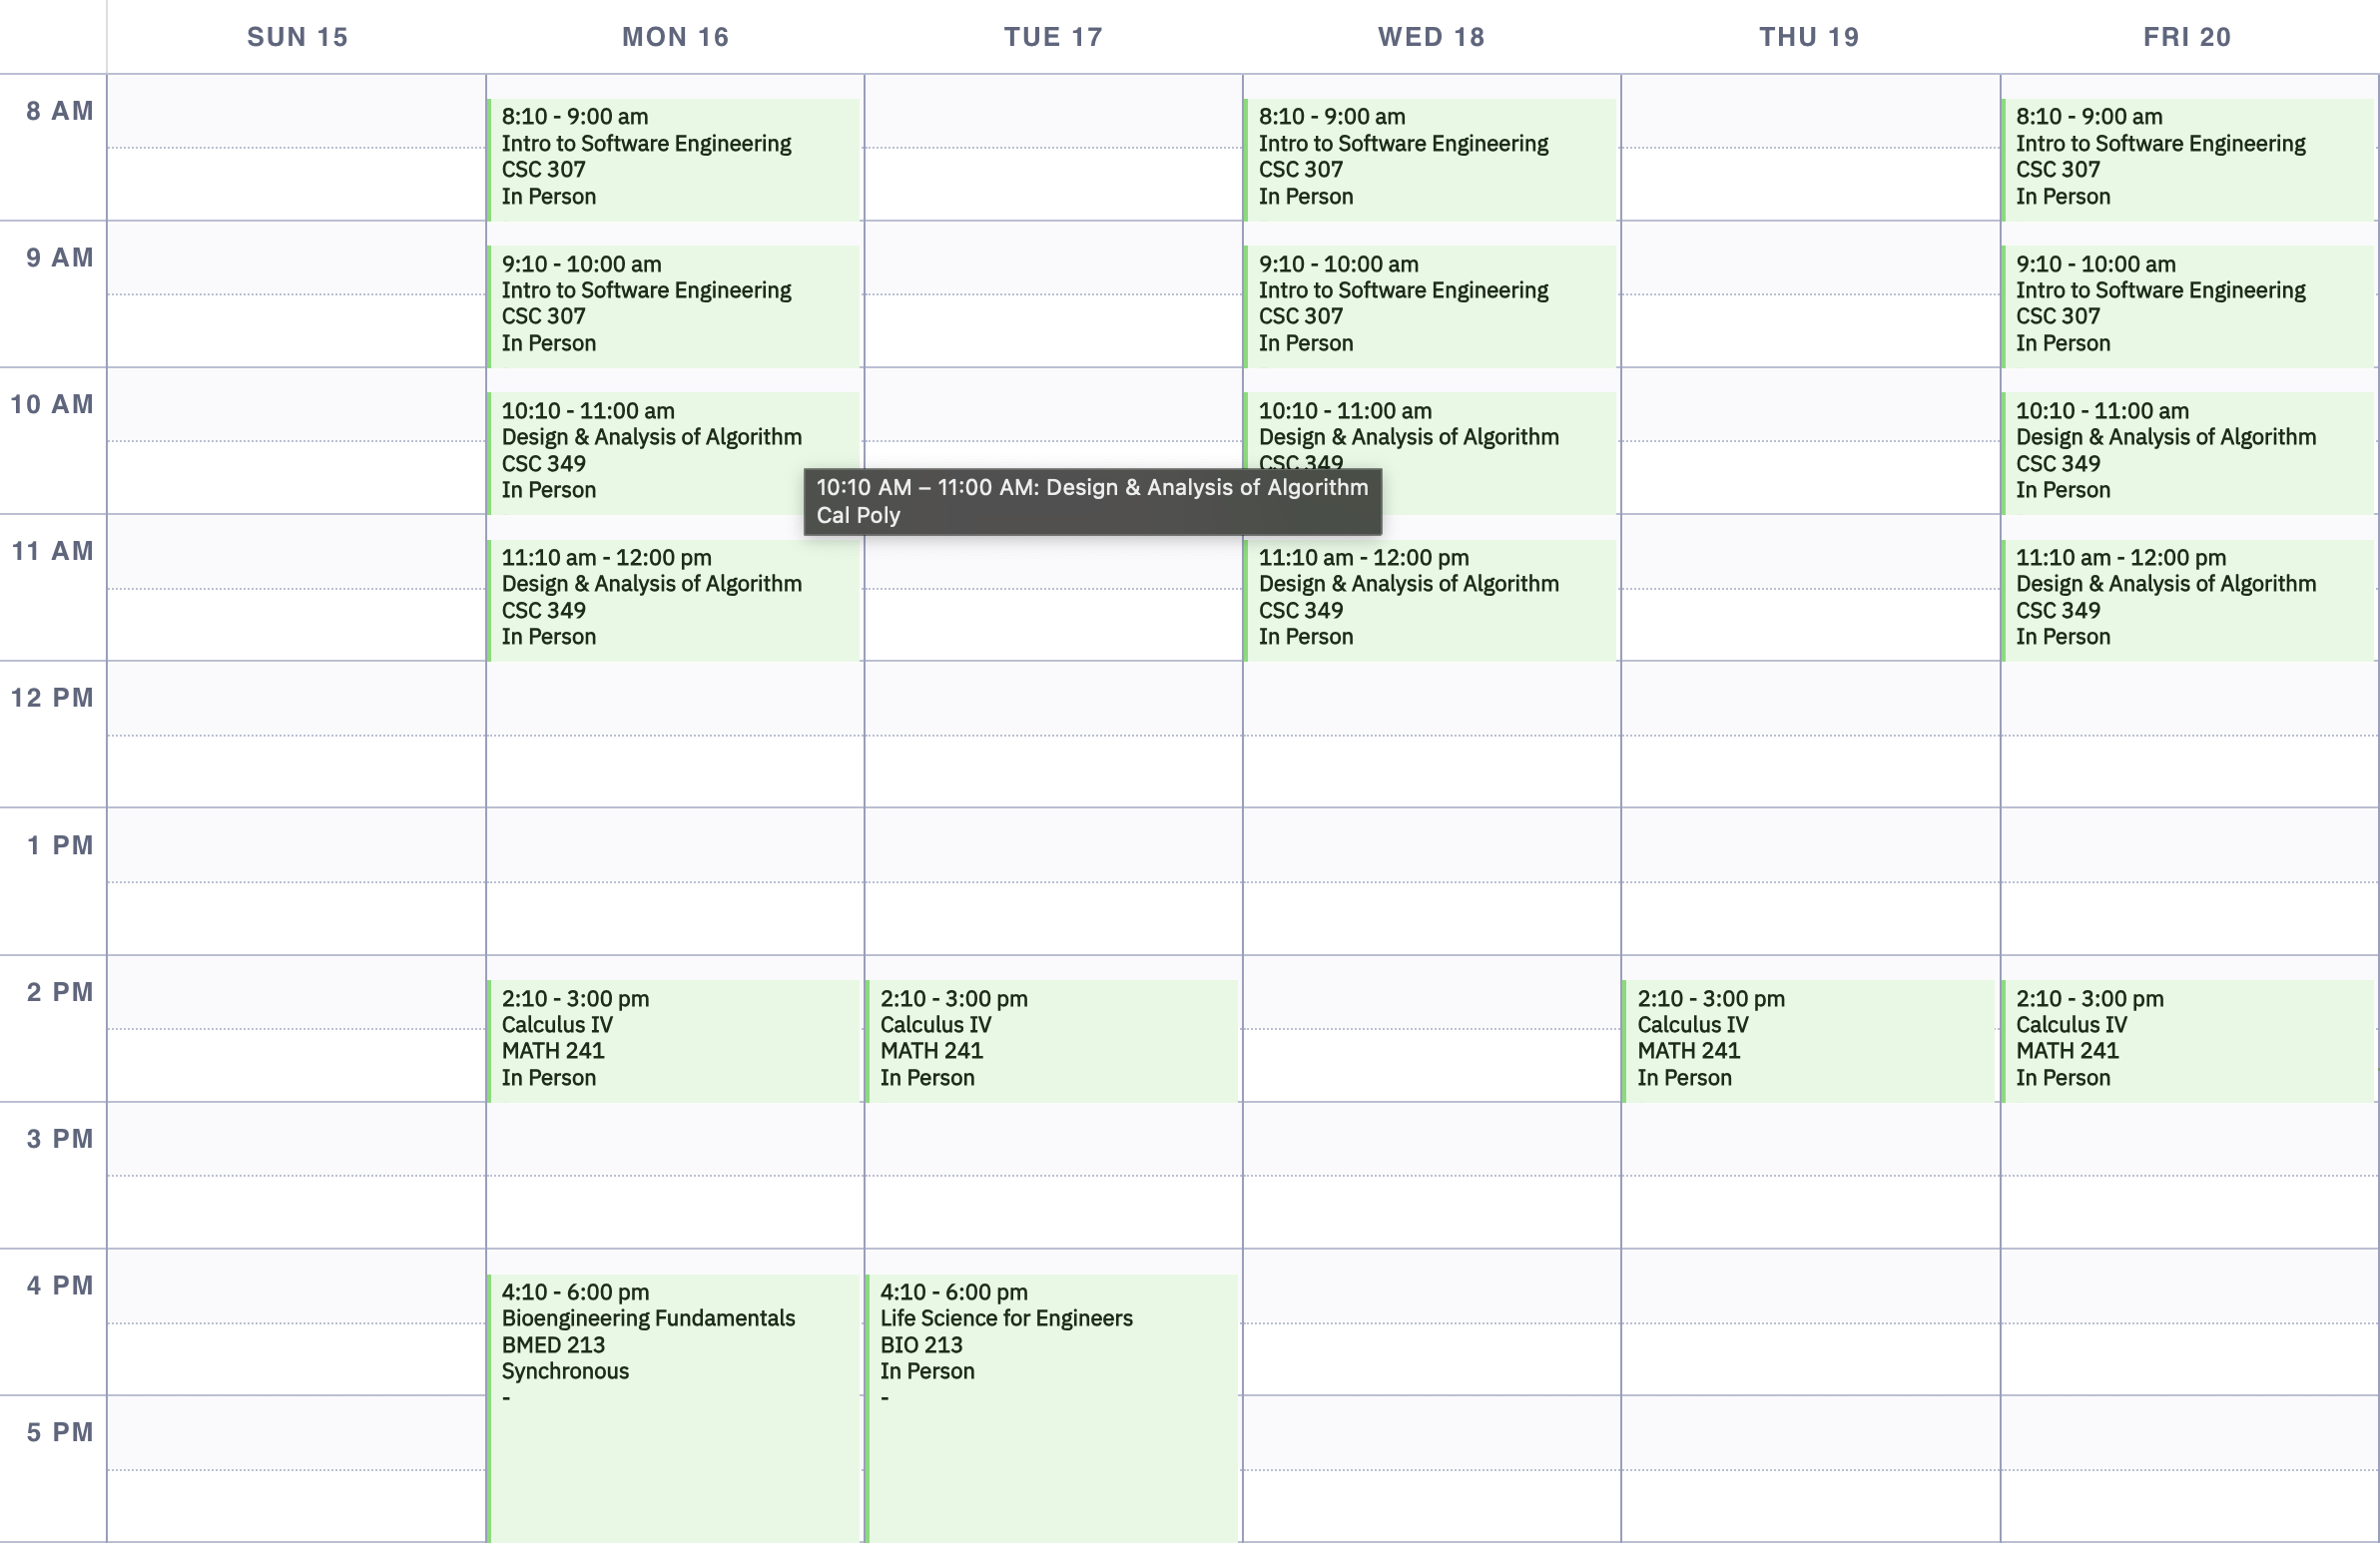 SUN 15
MON 16
TUE 17
WED 18
THU 19
FRI 20
8 AM
8:10 - 9:00 am
Intro to Software Engineering
CSC 307
In Person
8:10 - 9:00 am
Intro to Software Engineering
CSC 307
In Person
8:10 - 9:00 am
Intro to Software Engineering
CSC 307
In Person
9 AM
9:10 - 10:00 am
Intro to Software Engineering
CSC 307
In Person
9:10 - 10:00 am
Intro to Software Engineering
CSC 307
In Person
9:10 - 10:00 am
Intro to Software Engineering
CSC 307
In Person
10 AM
10:10 - 11:00 am
Design & Analysis of Algorithm
CSC 349
In Person
10:10 - 11:00 am
Design & Analysis of Algorithm
CSC 349
10:10 AM – 11:00 AM: Design & Analysis of Algorithm
Cal Poly
10:10 - 11:00 am
Design & Analysis of Algorithm
CSC 349
In Person
11 AM
11:10 am - 12:00 pm
Design & Analysis of Algorithm
CSC 349
In Person
11:10 am - 12:00 pm
Design & Analysis of Algorithm
CSC 349
In Person
11:10 am - 12:00 pm
Design & Analysis of Algorithm
CSC 349
In Person
12 PM
1 PM
2 PM
2:10 - 3:00 pm
Calculus IV
MATH 241
In Person
2:10 - 3:00 pm
Calculus IV
MATH 241
In Person
2:10 - 3:00 pm
Calculus IV
MATH 241
In Person
2:10 - 3:00 pm
Calculus IV
MATH 241
In Person
3 PM
4 PM
4:10 - 6:00 pm
Bioengineering Fundamentals
BMED 213
Synchronous
-
4:10 - 6:00 pm
Life Science for Engineers
BIO 213
In Person
-
5 PM